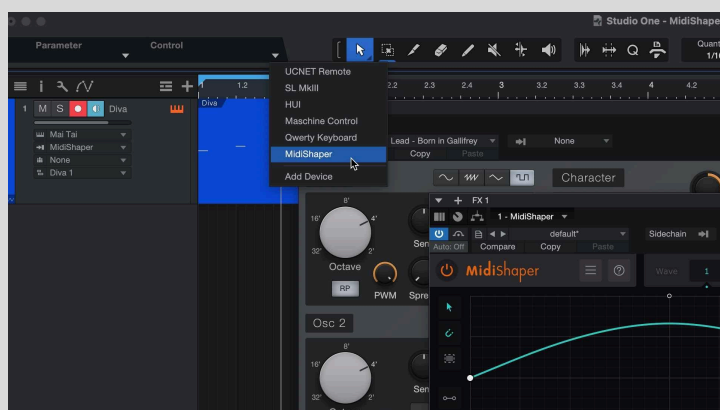 Studio One - MidiShape
Parameter
Control
Quant
1/16
UCNET Remote
SL MkIII
HUI
Maschine Control
Qwerty Keyboard
MidiShaper
Add Device
1.2
2.2
2.3
2.4
3.2
3.3
3.4
4
4.2
1
M
S
Diva
Mai Tai
MidiShaper
None
Diva 1
Diva
Lead - Born in Gallifrey
None
Copy
Paste
Character
8'
16'
4'
32'
2'
Octave
RP
PWM
Sen
Spre
Osc 2
8'
16'
4'
32'
2'
Sen
FX 1
1 - MidiShaper
default*
Sidechain
Auto: Off
Compare
Copy
Paste
MidiShaper
Wave
1